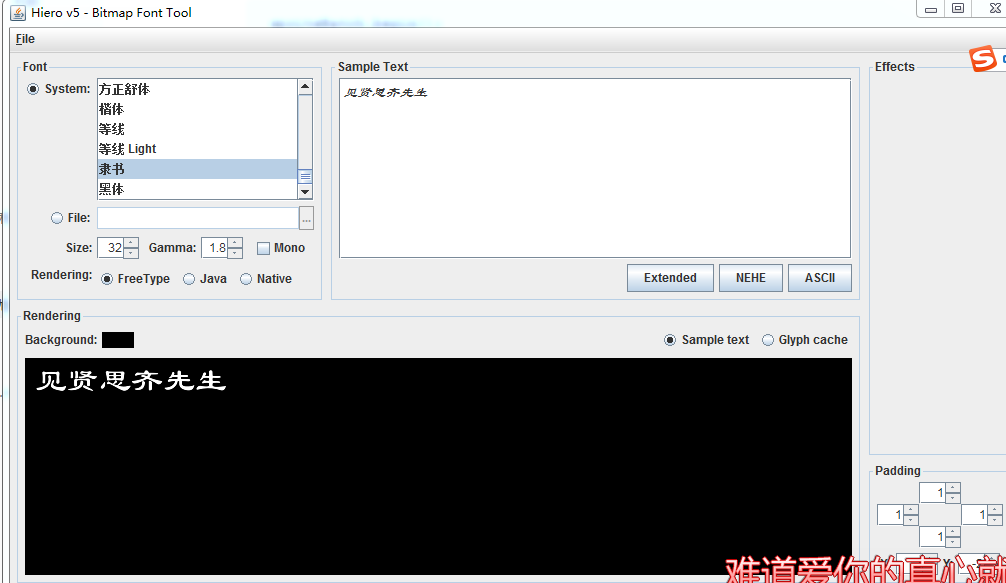 Hiero v5 - Bitmap Font Tool
File
Font
System:
方正舒体
楷体
等线
等线 Light
隶书
黑体
File:
...
Size: 32 Gamma: 1.8 Mono
Rendering: FreeType Java Native
Sample Text
见贤思齐先生
Extended NEHE ASCII
Effects
Rendering
Background:
Sample text Glyph cache
见贤思齐先生
Padding
1
1 1
1
难道爱你的真心就